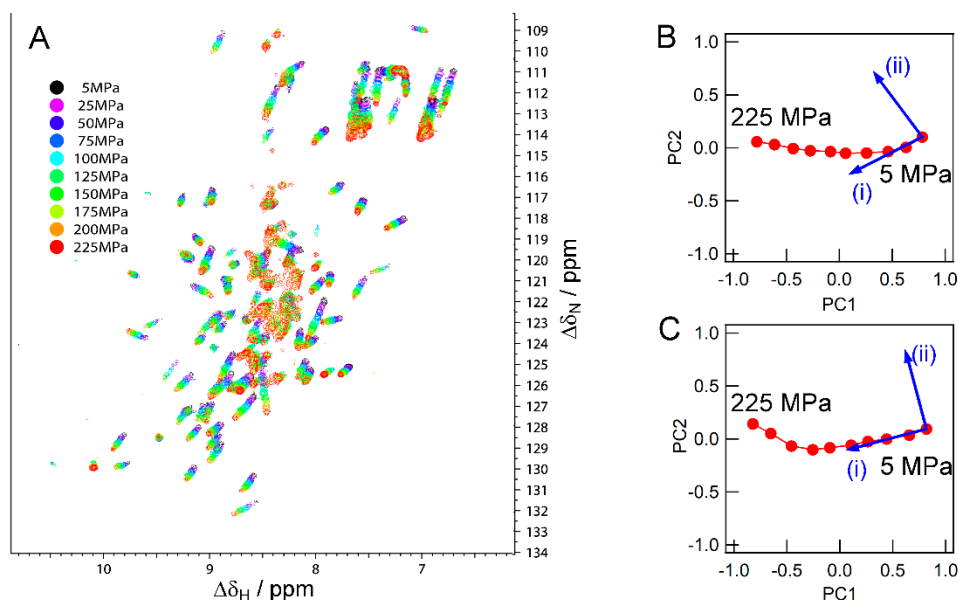 A
5MPa
25MPa
50MPa
75MPa
100MPa
125MPa
150MPa
175MPa
200MPa
225MPa
109
110
111
112
113
114
115
116
117
118
119
120
121
122
123
124
125
126
127
128
129
130
131
132
133
134
ΔδN / ppm
10
9
8
7
ΔδH / ppm
B
1.0
0.5
0.0
-0.5
-1.0
PC2
225 MPa
(ii)
5 MPa
(i)
-1.0
-0.5
0.0
0.5
1.0
PC1
C
1.0
0.5
0.0
-0.5
-1.0
PC2
225 MPa
(ii)
5 MPa
(i)
-1.0
-0.5
0.0
0.5
1.0
PC1